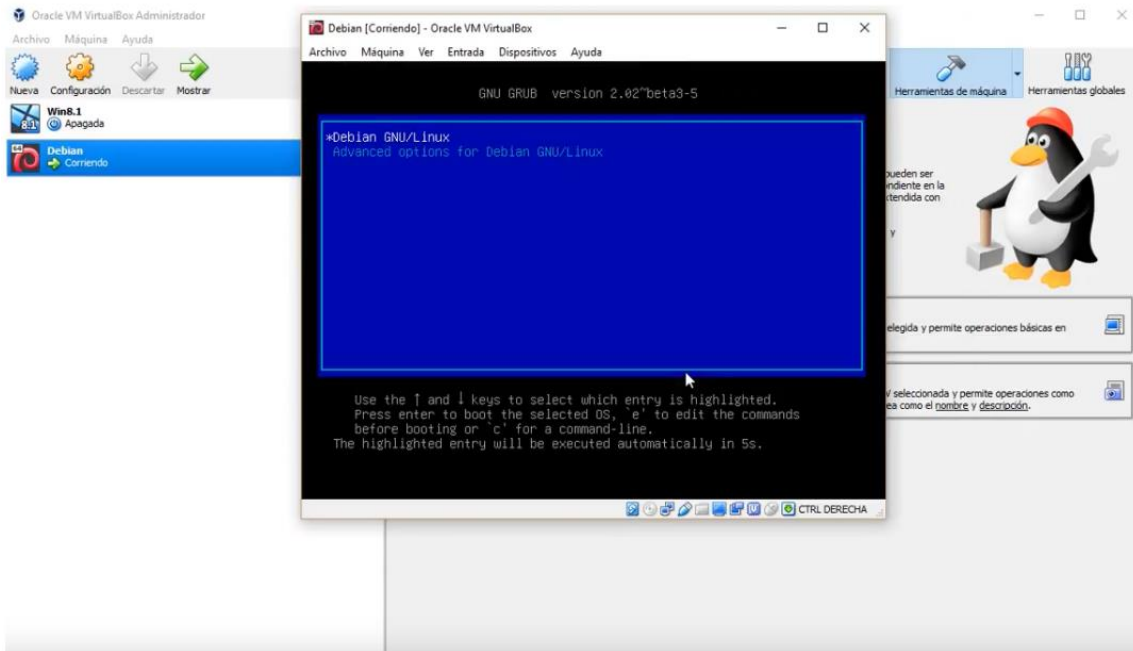 Oracle VM VirtualBox Administrador
Archivo Máquina Ayuda
Nueva Configuración Descartar Mostrar
Win8.1
Apagada
Debian
Corriendo
8.1
64
Debian [Corriendo] - Oracle VM VirtualBox
Archivo Máquina Ver Entrada Dispositivos Ayuda
GNU GRUB version 2.02~beta3-5
*Debian GNU/Linux
Advanced options for Debian GNU/Linux
Use the ↑ and ↓ keys to select which entry is highlighted.
Press enter to boot the selected OS, `e' to edit the commands
before booting or `c' for a command-line.
The highlighted entry will be executed automatically in 5s.
CTRL DERECHA
Herramientas de máquina Herramientas globales
pueden ser
ndiente en la
xtendida con
y
elegida y permite operaciones básicas en
seleccionada y permite operaciones como
ea como el nombre y descripción.